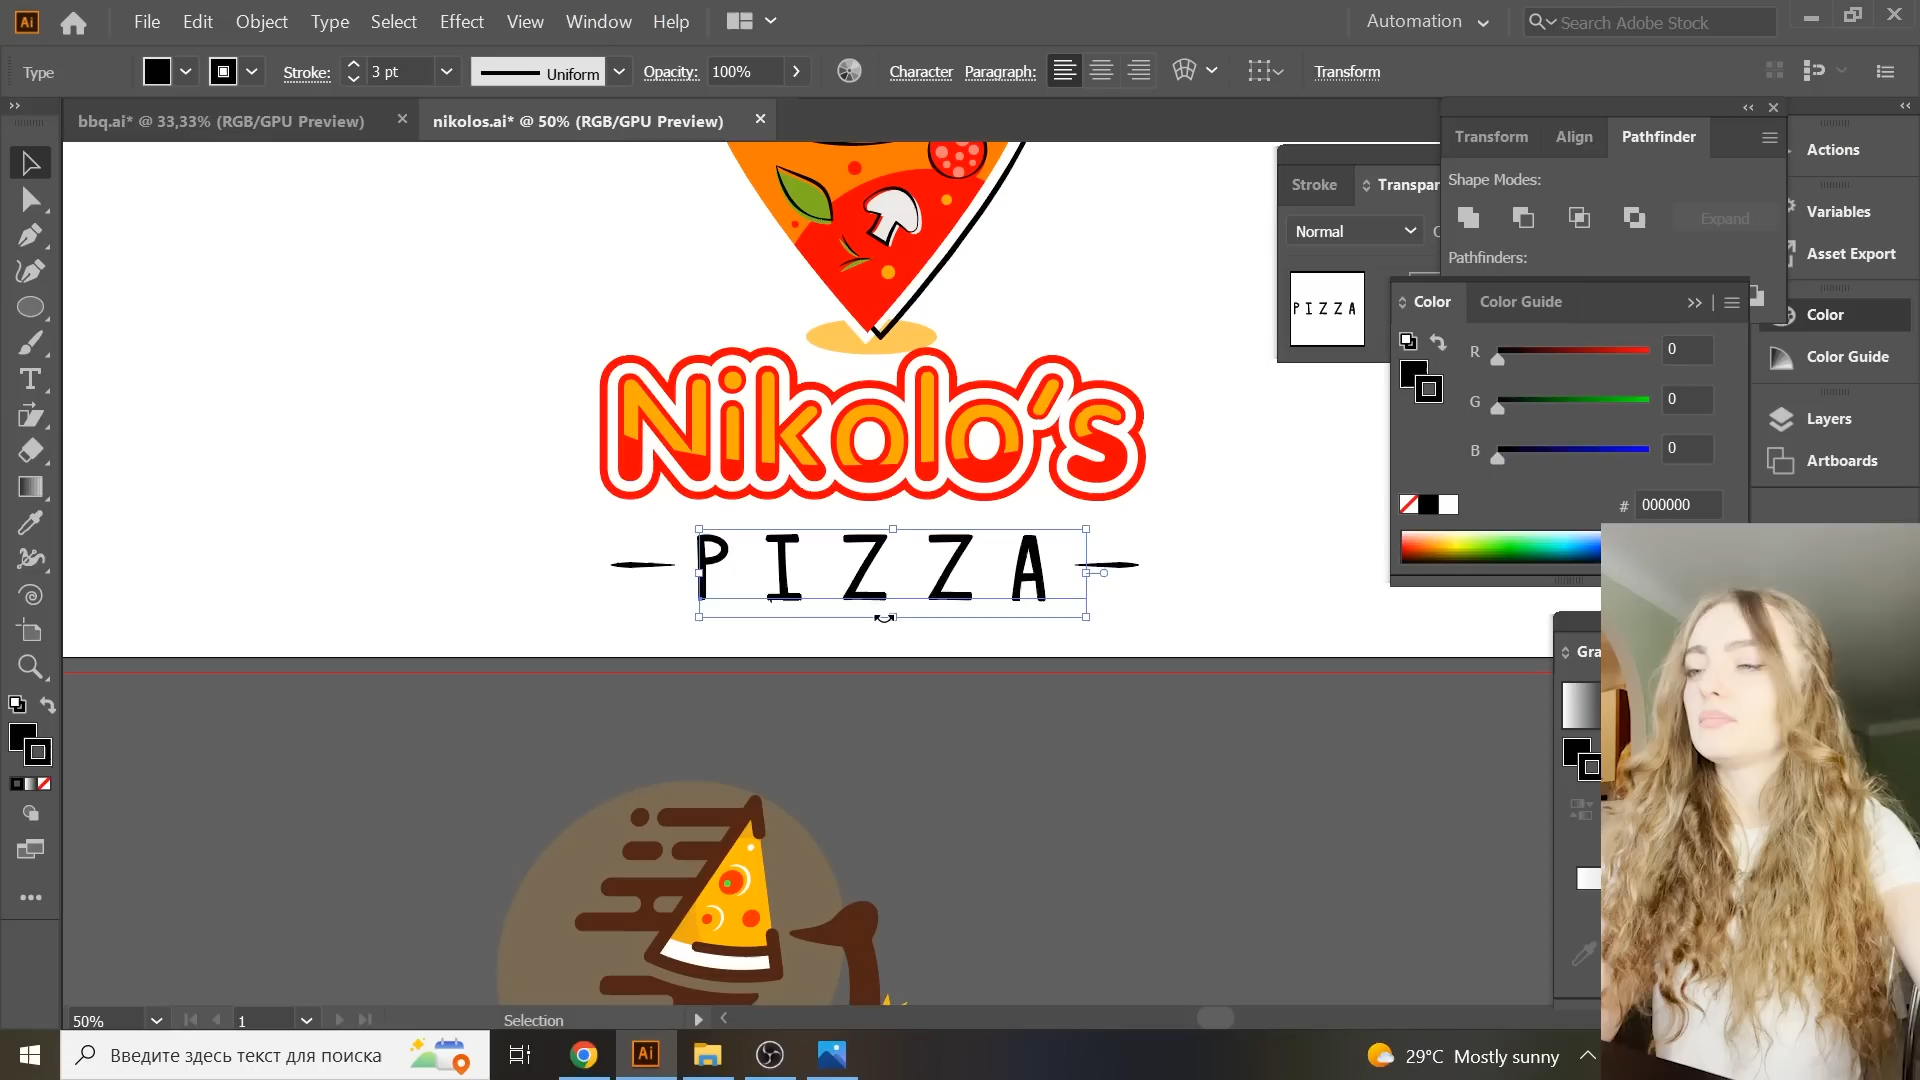 Ai File Edit Object Type Select Effect View Window Help Automation Search Adobe Stock
Type Stroke: 3 pt Uniform Opacity: 100% Character Paragraph: Transform
bbq.ai* @ 33,33% (RGB/GPU Preview) nikolos.ai* @ 50% (RGB/GPU Preview)
Transform Align Pathfinder
Shape Modes:
Expand
Pathfinders:
Stroke Transpar
Normal
PIZZA
Color Color Guide
R 0
G 0
B 0
# 000000
Actions
Variables
Asset Export
Color
Color Guide
Layers
Artboards
Gra
Nikolo's
PIZZA
50% 1 Selection
Введите здесь текст для поиска Ai 29°C Mostly sunny